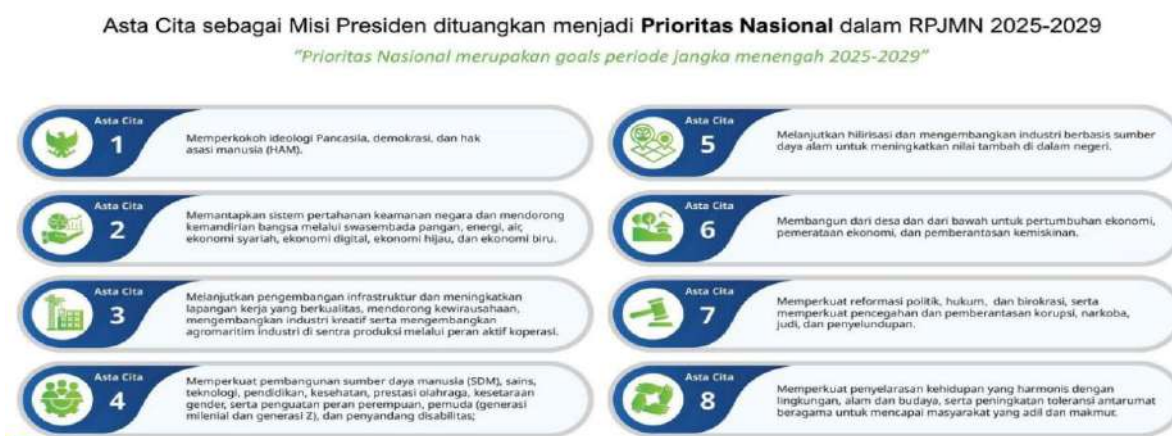 Asta Cita sebagai Misi Presiden dituangkan menjadi Prioritas Nasional dalam RPJMN 2025-2029
"Prioritas Nasional merupakan goals periode jangka menengah 2025-2029"
Asta Cita
1
Memperkokoh ideologi Pancasila, demokrasi, dan hak
asasi manusia (HAM).
Asta Cita
2
Memantapkan sistem pertahanan keamanan negara dan mendorong
kemandirian bangsa melalui swasembada pangan, energi, air,
ekonomi syariah, ekonomi digital, ekonomi hijau, dan ekonomi biru.
Asta Cita
3
Melanjutkan pengembangan infrastruktur dan meningkatkan
lapangan kerja yang berkualitas, mendorong kewirausahaan,
mengembangkan industri kreatif serta mengembangkan
agromaritim industri di sentra produksi melalui peran aktif koperasi.
Asta Cita
4
Memperkuat pembangunan sumber daya manusia (SDM), sains,
teknologi, pendidikan, kesehatan, prestasi olahraga, kesetaraan
gender, serta penguatan peran perempuan, pemuda (generasi
milenial dan generasi Z), dan penyandang disabilitas;
Asta Cita
5
Melanjutkan hilirisasi dan mengembangkan industri berbasis sumber
daya alam untuk meningkatkan nilai tambah di dalam negeri.
Asta Cita
6
Membangun dari desa dan dari bawah untuk pertumbuhan ekonomi,
pemerataan ekonomi, dan pemberantasan kemiskinan.
Asta Cita
7
Memperkuat reformasi politik, hukum, dan birokrasi, serta
memperkuat pencegahan dan pemberantasan korupsi, narkoba,
judi, dan penyelundupan.
Asta Cita
8
Memperkuat penyelarasan kehidupan yang harmonis dengan
lingkungan, alam dan budaya, serta peningkatan toleransi antarumat
beragama untuk mencapai masyarakat yang adil dan makmur.